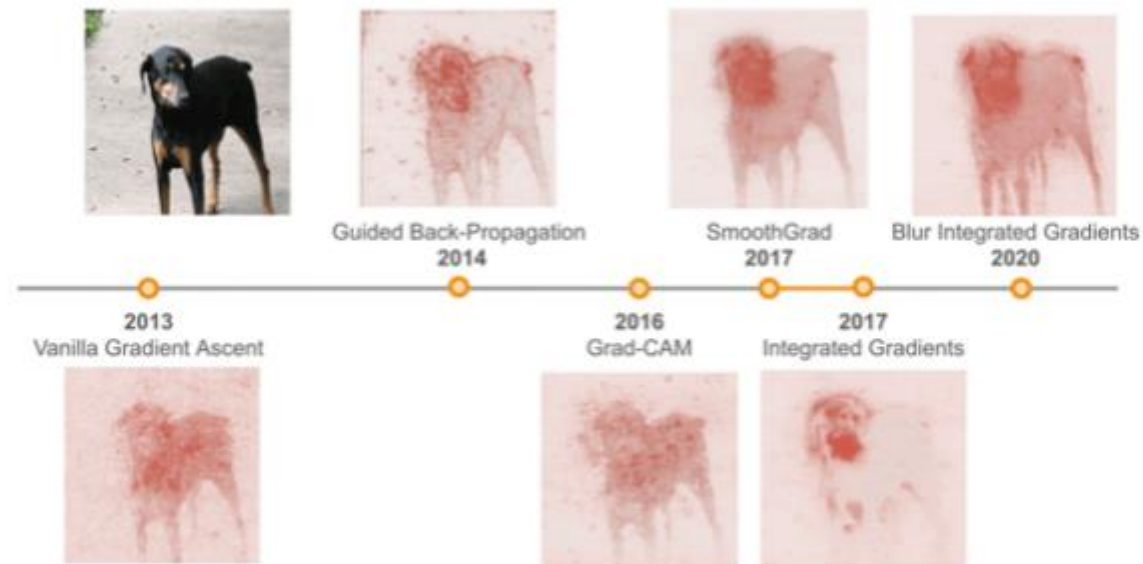 Guided Back-Propagation
2014
SmoothGrad
2017
Blur Integrated Gradients
2020
2013
Vanilla Gradient Ascent
2016
Grad-CAM
2017
Integrated Gradients